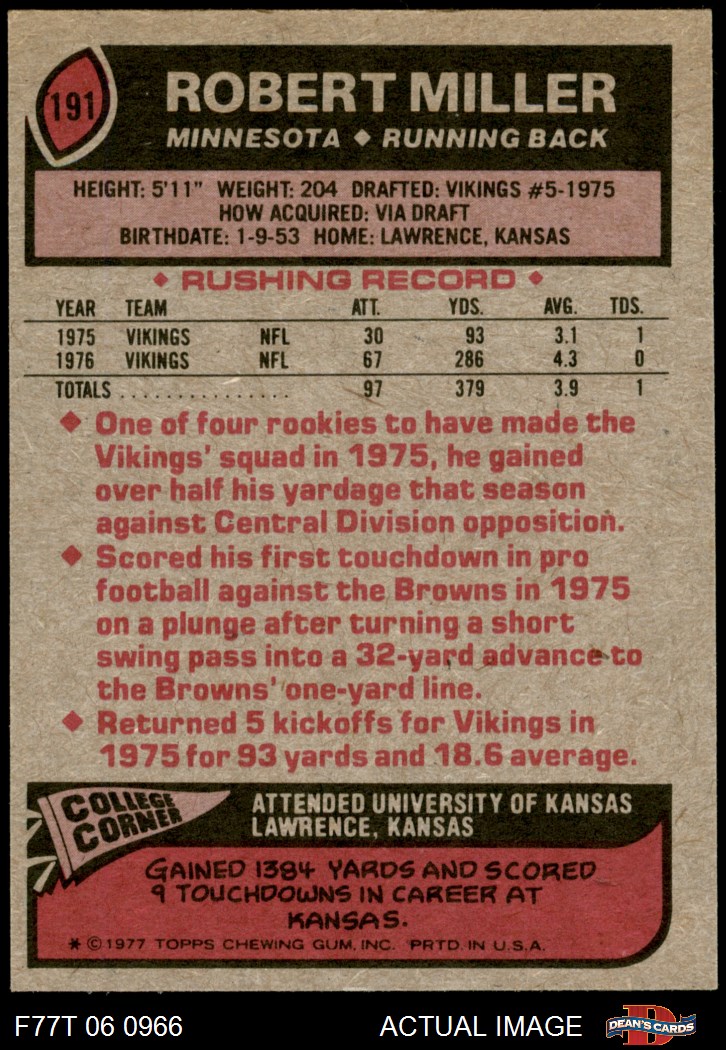 191
ROBERT MILLER
MINNESOTA ◆ RUNNING BACK
HEIGHT: 5'11" WEIGHT: 204 DRAFTED: VIKINGS #5-1975
HOW ACQUIRED: VIA DRAFT
BIRTHDATE: 1-9-53 HOME: LAWRENCE, KANSAS
◆ RUSHING RECORD ◆
YEAR TEAM ATT. YDS. AVG. TDS.
1975 VIKINGS NFL 30 93 3.1 1
1976 VIKINGS NFL 67 286 4.3 0
TOTALS . . . . . . . . . . . . . . . 97 379 3.9 1
◆ One of four rookies to have made the
Vikings' squad in 1975, he gained
over half his yardage that season
against Central Division opposition.
◆ Scored his first touchdown in pro
football against the Browns in 1975
on a plunge after turning a short
swing pass into a 32-yard advance to
the Browns' one-yard line.
◆ Returned 5 kickoffs for Vikings in
1975 for 93 yards and 18.6 average.
COLLEGE
CORNER
ATTENDED UNIVERSITY OF KANSAS
LAWRENCE, KANSAS
GAINED 1384 YARDS AND SCORED
9 TOUCHDOWNS IN CAREER AT
KANSAS.
* © 1977 TOPPS CHEWING GUM, INC. PRTD. IN U.S.A.
F77T 06 0966 ACTUAL IMAGE
D
DEAN'S CARDS